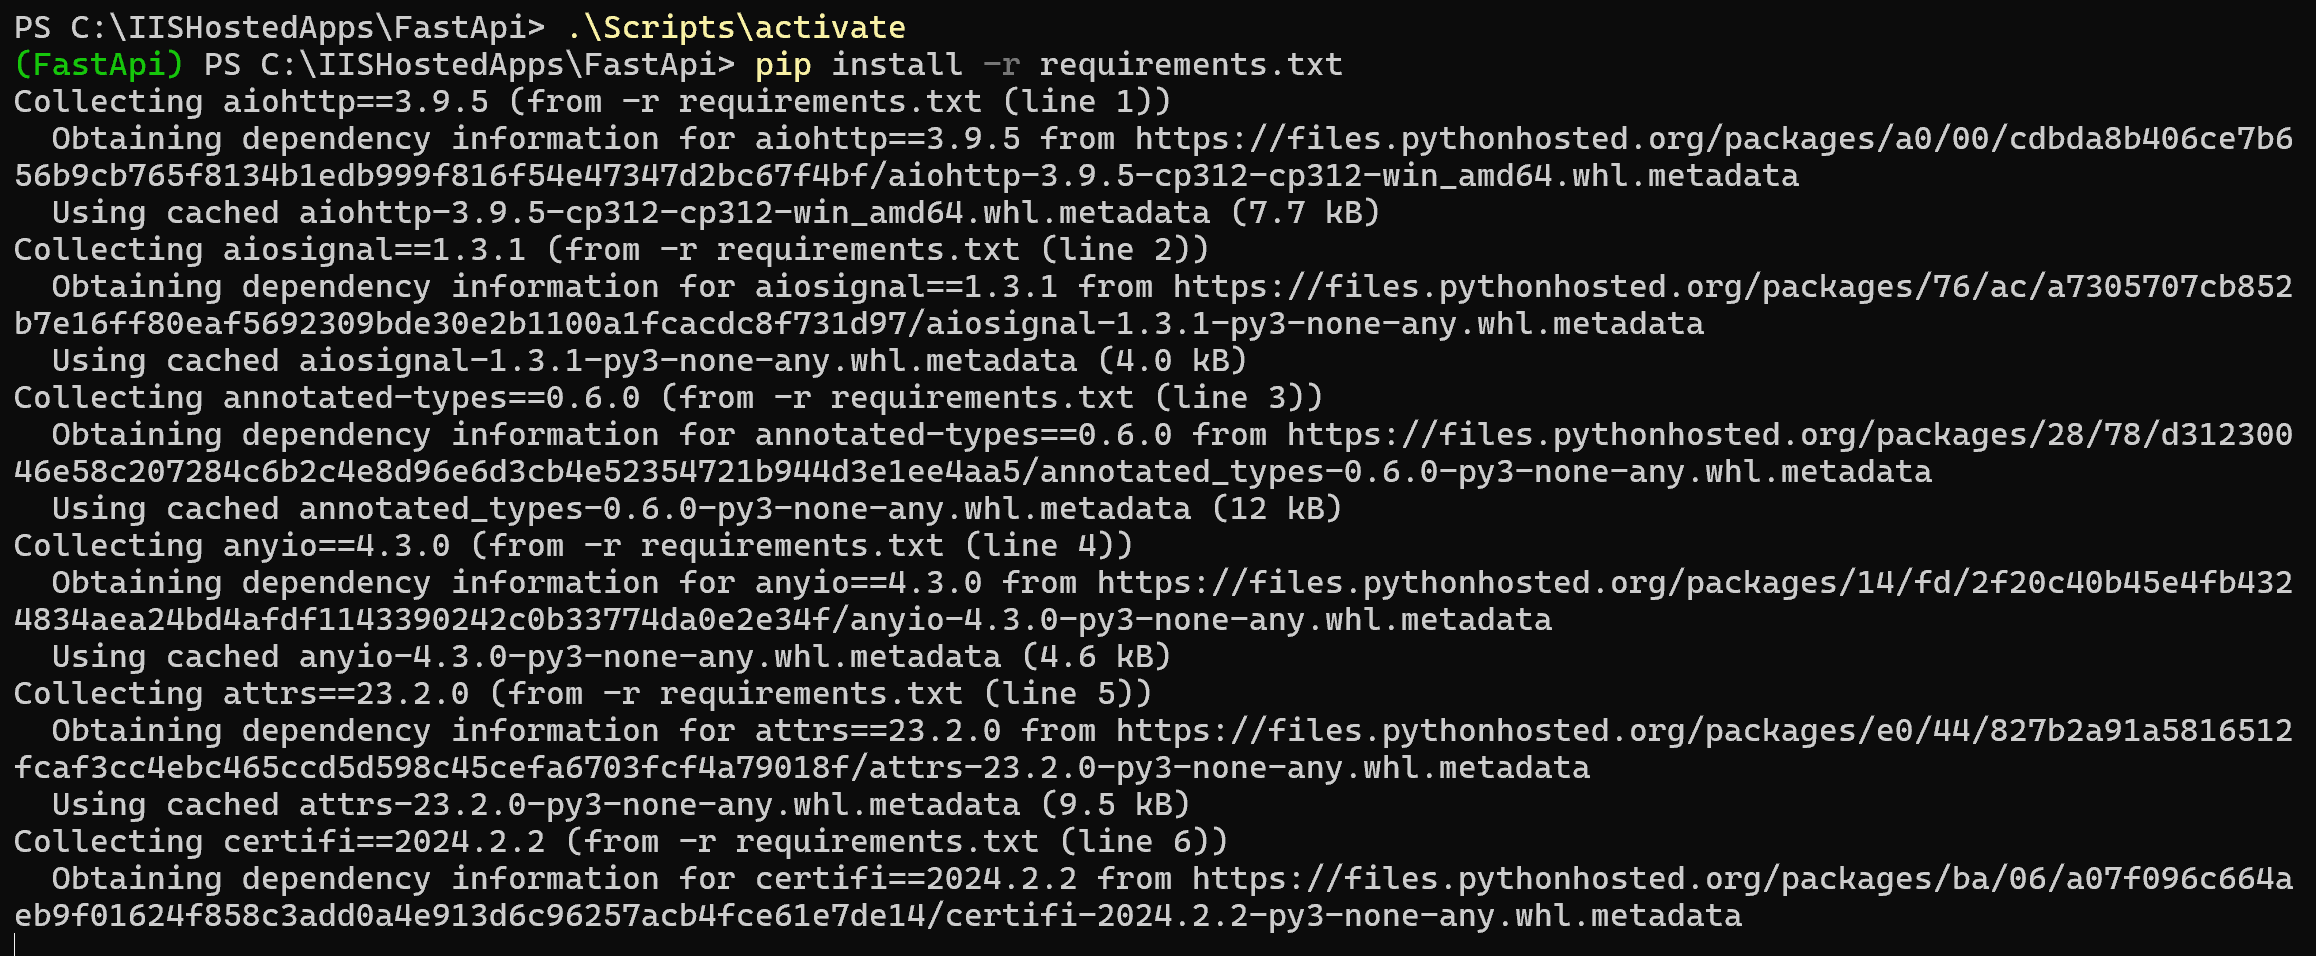 PS C:\IISHostedApps\FastApi> .\Scripts\activate
(FastApi) PS C:\IISHostedApps\FastApi> pip install -r requirements.txt
Collecting aiohttp==3.9.5 (from -r requirements.txt (line 1))
  Obtaining dependency information for aiohttp==3.9.5 from https://files.pythonhosted.org/packages/a0/00/cdbda8b406ce7b6
56b9cb765f8134b1edb999f816f54e47347d2bc67f4bf/aiohttp-3.9.5-cp312-cp312-win_amd64.whl.metadata
  Using cached aiohttp-3.9.5-cp312-cp312-win_amd64.whl.metadata (7.7 kB)
Collecting aiosignal==1.3.1 (from -r requirements.txt (line 2))
  Obtaining dependency information for aiosignal==1.3.1 from https://files.pythonhosted.org/packages/76/ac/a7305707cb852
b7e16ff80eaf5692309bde30e2b1100a1fcacdc8f731d97/aiosignal-1.3.1-py3-none-any.whl.metadata
  Using cached aiosignal-1.3.1-py3-none-any.whl.metadata (4.0 kB)
Collecting annotated-types==0.6.0 (from -r requirements.txt (line 3))
  Obtaining dependency information for annotated-types==0.6.0 from https://files.pythonhosted.org/packages/28/78/d312300
46e58c207284c6b2c4e8d96e6d3cb4e52354721b944d3e1ee4aa5/annotated_types-0.6.0-py3-none-any.whl.metadata
  Using cached annotated_types-0.6.0-py3-none-any.whl.metadata (12 kB)
Collecting anyio==4.3.0 (from -r requirements.txt (line 4))
  Obtaining dependency information for anyio==4.3.0 from https://files.pythonhosted.org/packages/14/fd/2f20c40b45e4fb432
4834aea24bd4afdf1143390242c0b33774da0e2e34f/anyio-4.3.0-py3-none-any.whl.metadata
  Using cached anyio-4.3.0-py3-none-any.whl.metadata (4.6 kB)
Collecting attrs==23.2.0 (from -r requirements.txt (line 5))
  Obtaining dependency information for attrs==23.2.0 from https://files.pythonhosted.org/packages/e0/44/827b2a91a5816512
fcaf3cc4ebc465ccd5d598c45cefa6703fcf4a79018f/attrs-23.2.0-py3-none-any.whl.metadata
  Using cached attrs-23.2.0-py3-none-any.whl.metadata (9.5 kB)
Collecting certifi==2024.2.2 (from -r requirements.txt (line 6))
  Obtaining dependency information for certifi==2024.2.2 from https://files.pythonhosted.org/packages/ba/06/a07f096c664a
eb9f01624f858c3add0a4e913d6c96257acb4fce61e7de14/certifi-2024.2.2-py3-none-any.whl.metadata